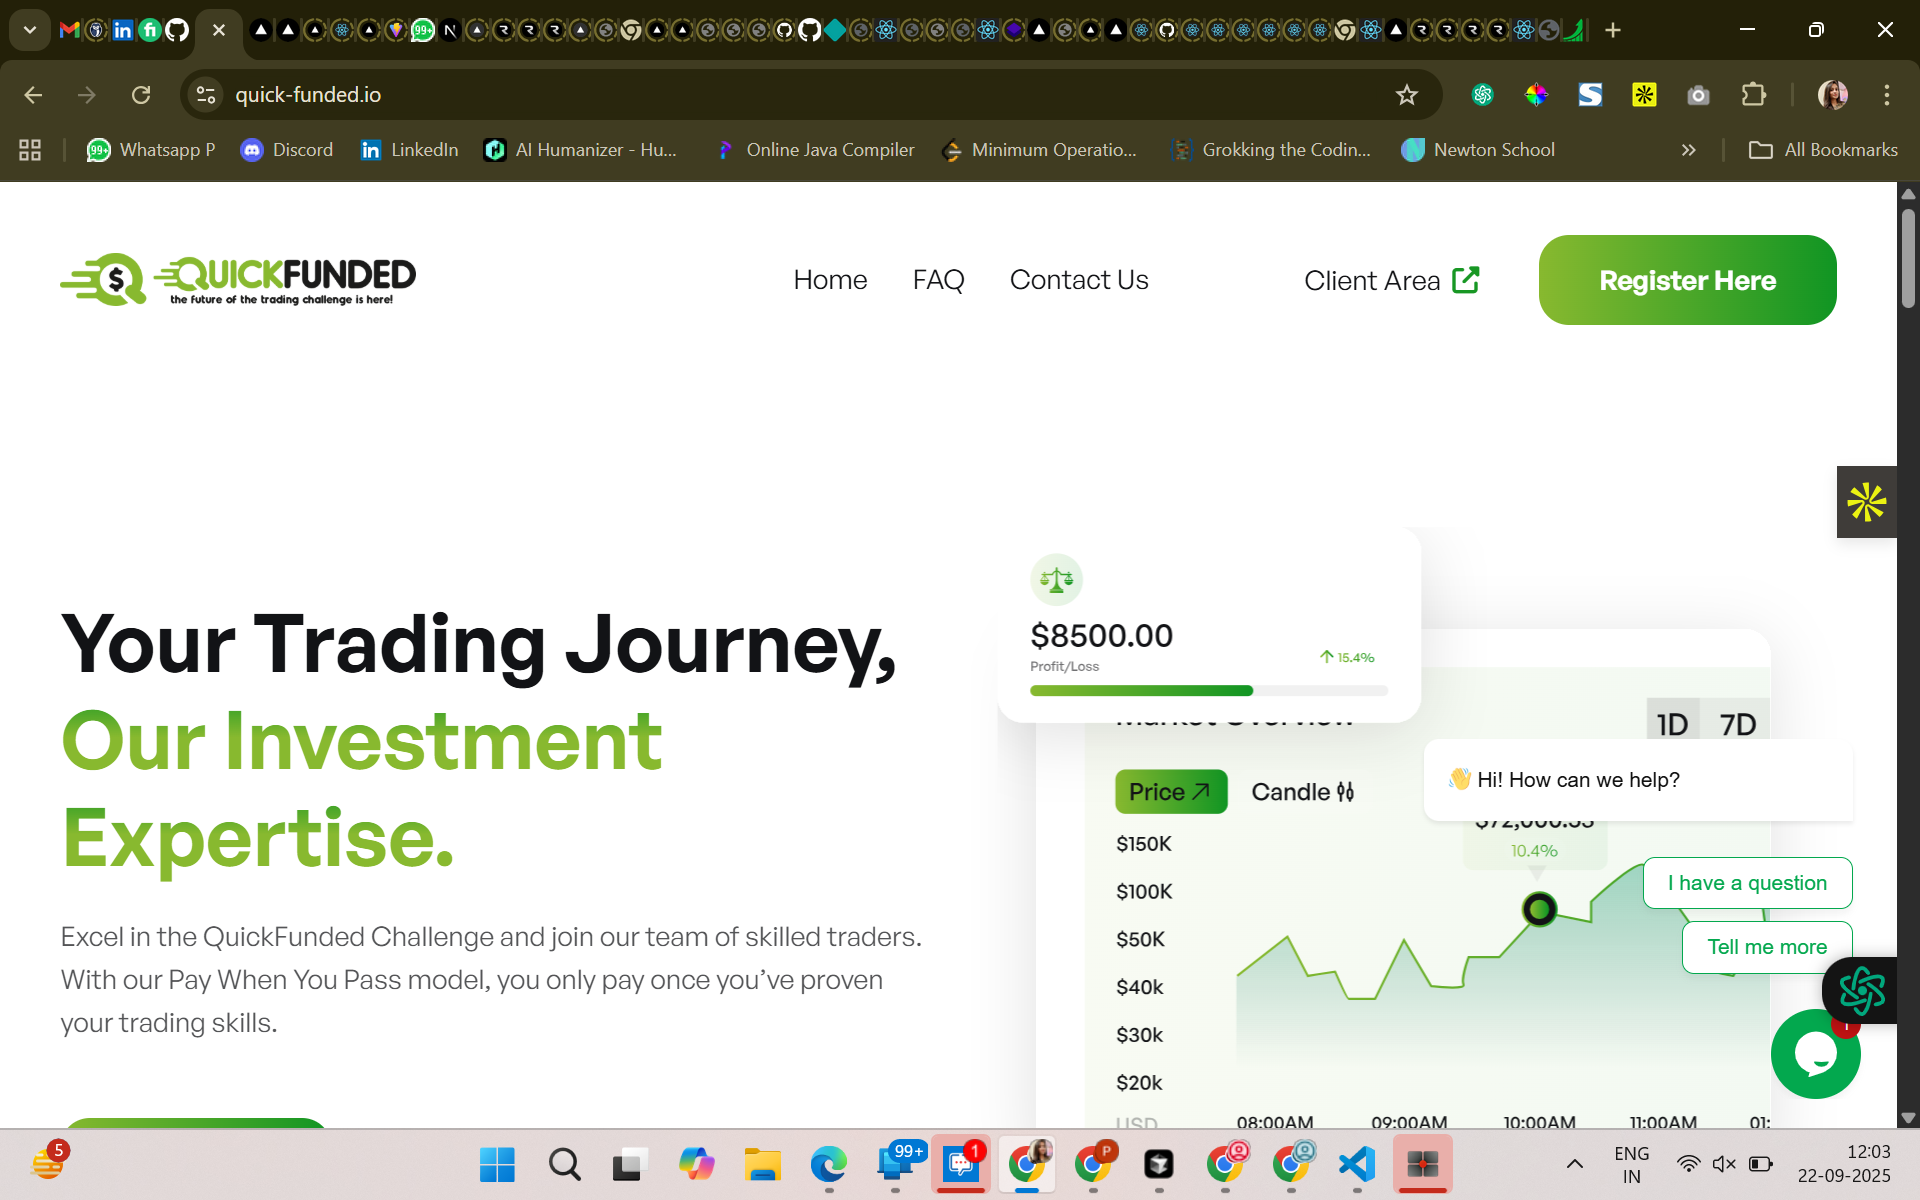 99+
quick-funded.io
99+
Whatsapp P
Discord
LinkedIn
AI Humanizer - Hu...
Online Java Compiler
Minimum Operatio...
Grokking the Codin...
Newton School
All Bookmarks
QUICKFUNDED
the future of the trading challenge is here!
Home
FAQ
Contact Us
Client Area
Register Here
Your Trading Journey,
Our Investment
Expertise.
Excel in the QuickFunded Challenge and join our team of skilled traders.
With our Pay When You Pass model, you only pay once you’ve proven
your trading skills.
$8500.00
Profit/Loss
15.4%
Market Overview
1D
7D
Price
Candle
👋 Hi! How can we help?
10.4%
$150K
$100K
$50K
$40k
$30k
$20k
USD
08:00AM
09:00AM
10:00AM
11:00AM
01:
I have a question
Tell me more
5
99+
1
P
ENG
IN
12:03
22-09-2025